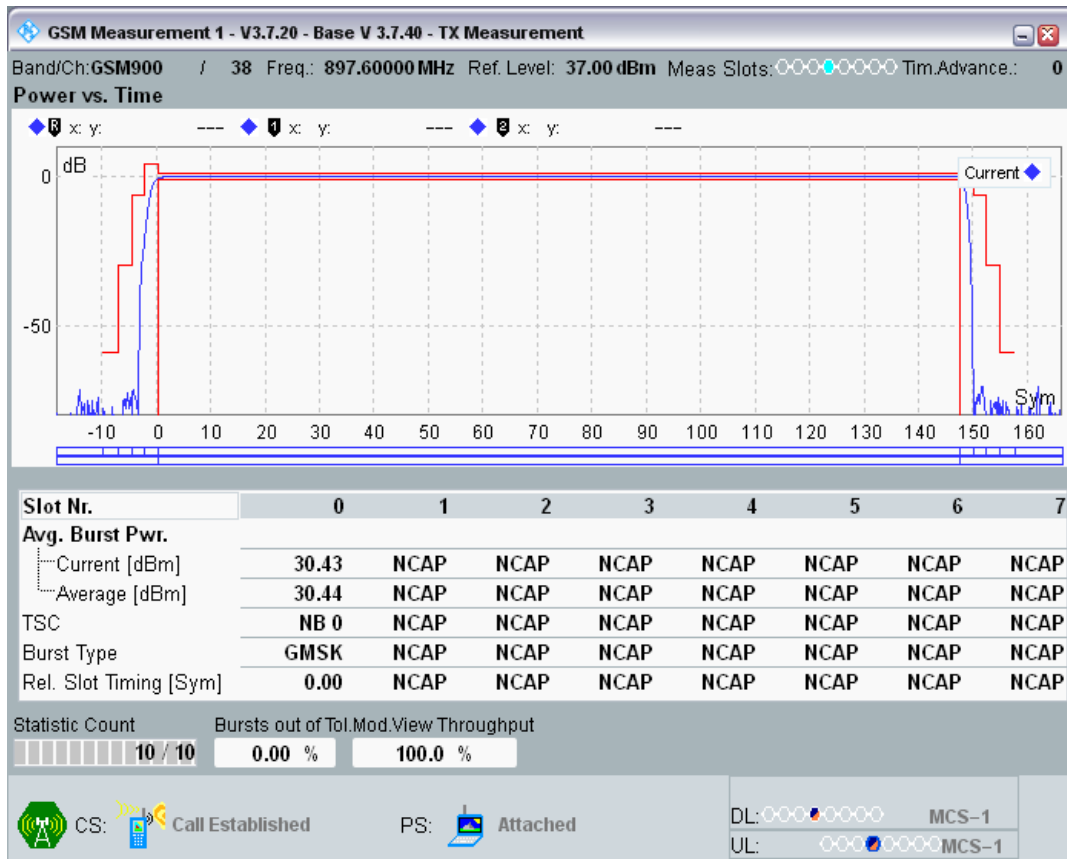 GSM Measurement 1 - V3.7.20 - Base V 3.7.40 - TX Measurement
Band/Ch:GSM900 / 38 Freq.: 897.60000 MHz Ref. Level: 37.00 dBm Meas Slots: Tim.Advance.: 0
Power vs. Time
R x: y: --- 1 x: y: --- 2 x: y: ---
dB
Current
0
-50
Sym
-10 0 10 20 30 40 50 60 70 80 90 100 110 120 130 140 150 160
Slot Nr. 0 1 2 3 4 5 6 7
Avg. Burst Pwr.
Current [dBm] 30.43 NCAP NCAP NCAP NCAP NCAP NCAP NCAP
Average [dBm] 30.44 NCAP NCAP NCAP NCAP NCAP NCAP NCAP
TSC NB 0 NCAP NCAP NCAP NCAP NCAP NCAP NCAP
Burst Type GMSK NCAP NCAP NCAP NCAP NCAP NCAP NCAP
Rel. Slot Timing [Sym] 0.00 NCAP NCAP NCAP NCAP NCAP NCAP NCAP
Statistic Count Bursts out of Tol.Mod.View Throughput
10 / 10 0.00 % 100.0 %
CS: Call Established PS: Attached
DL: MCS-1
UL: MCS-1